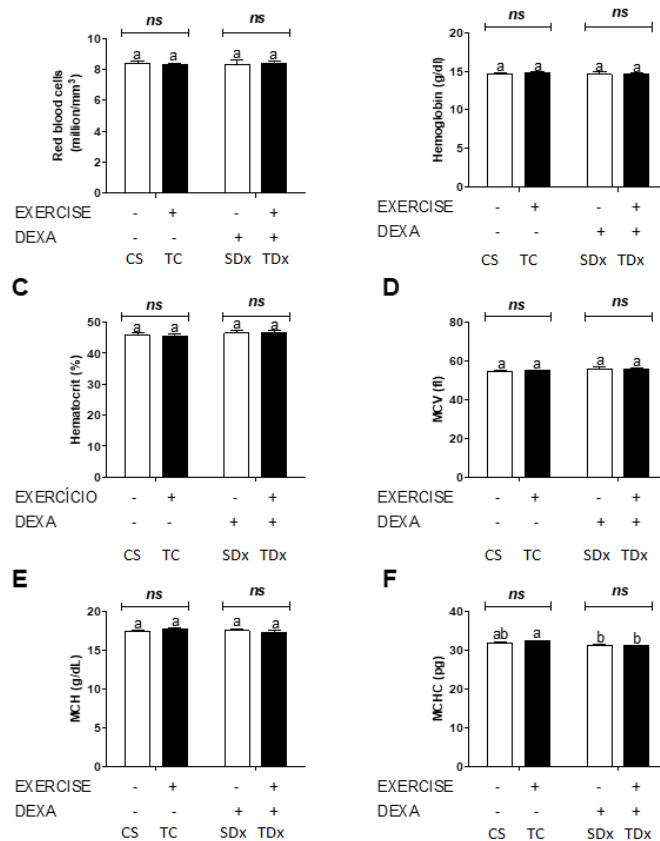 ns ns
a a a a
Red blood cells
(million/mm³)
10
8
6
4
2
0
EXERCISE - + - +
DEXA - - + +
CS TC SDx TDx
ns ns
a a a a
Hemoglobin (g/dl)
20
15
10
5
0
EXERCISE - + - +
DEXA - - + +
CS TC SDx TDx
C
ns ns
a a a a
Hematocrit (%)
50
40
30
20
10
0
EXERCÍCIO - + - +
DEXA - - + +
CS TC SDx TDx
D
ns ns
a a a a
MCV (fl)
80
60
40
20
0
EXERCISE - + - +
DEXA - - + +
CS TC SDx TDx
E
ns ns
a a a a
MCH (g/dL)
20
15
10
5
0
EXERCISE - + - +
DEXA - - + +
CS TC SDx TDx
F
ns ns
ab a b b
MCHC (pg)
40
30
20
10
0
EXERCISE - + - +
DEXA - - + +
CS TC SDx TDx